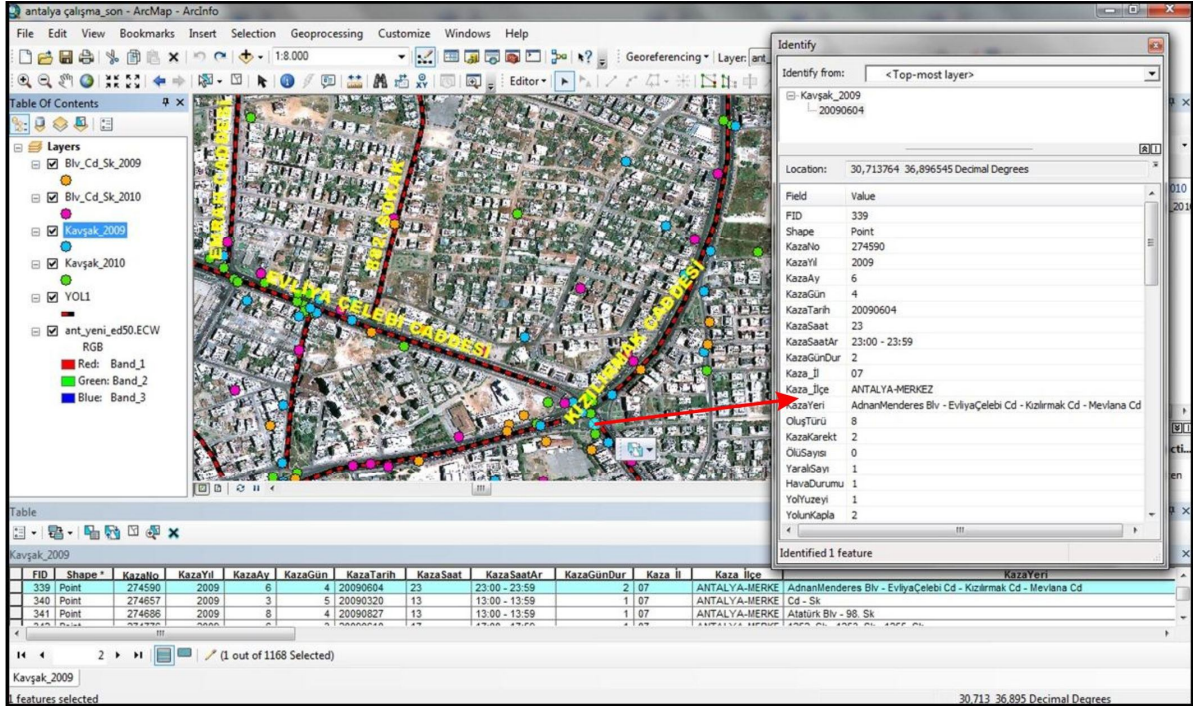 antalya çalışma_son - ArcMap - ArcInfo
File Edit View Bookmarks Insert Selection Geoprocessing Customize Windows Help
1:8.000
Georeferencing Layer: ant_
Editor
Table Of Contents
Layers
Blv_Cd_Sk_2009
Blv_Cd_Sk_2010
Kavşak_2009
Kavşak_2010
YOL1
ant_yeni_ed50.ECW
RGB
Red: Band_1
Green: Band_2
Blue: Band_3
EVLİYA ÇELEBİ CADDESİ
KIZILIRMAK CADDESİ
SOKAK
Identify
Identify from: <Top-most layer>
Kavşak_2009
20090604
Location: 30,713764 36,896545 Decimal Degrees
Field Value
FID 339
Shape Point
KazaNo 274590
KazaYıl 2009
KazaAy 6
KazaGün 4
KazaTarih 20090604
KazaSaat 23
KazaSaatAr 23:00 - 23:59
KazaGünDur 2
Kaza_İl 07
Kaza_İlçe ANTALYA-MERKEZ
KazaYeri AdnanMenderes Blv - EvliyaÇelebi Cd - Kızılırmak Cd - Mevlana Cd
OluşTürü 8
KazaKarekt 2
ÖlüSayısı 0
YaralıSayı 1
HavaDurumu 1
YolYuzeyi 1
YolunKapla 2
Identified 1 feature
Table
Kavşak_2009
FID Shape * KazaNo KazaYıl KazaAy KazaGün KazaTarih KazaSaat KazaSaatAr KazaGünDur Kaza_İl Kaza_İlçe KazaYeri
339 Point 274590 2009 6 4 20090604 23 23:00 - 23:59 2 07 ANTALYA-MERKE AdnanMenderes Blv - EvliyaÇelebi Cd - Kızılırmak Cd - Mevlana Cd
340 Point 274657 2009 3 5 20090320 13 13:00 - 13:59 1 07 ANTALYA-MERKE Cd - Sk
341 Point 274686 2009 8 4 20090827 13 13:00 - 13:59 1 07 ANTALYA-MERKE Atatürk Blv - 98. Sk
2 (1 out of 1168 Selected)
Kavşak_2009
1 features selected
30,713 36,895 Decimal Degrees